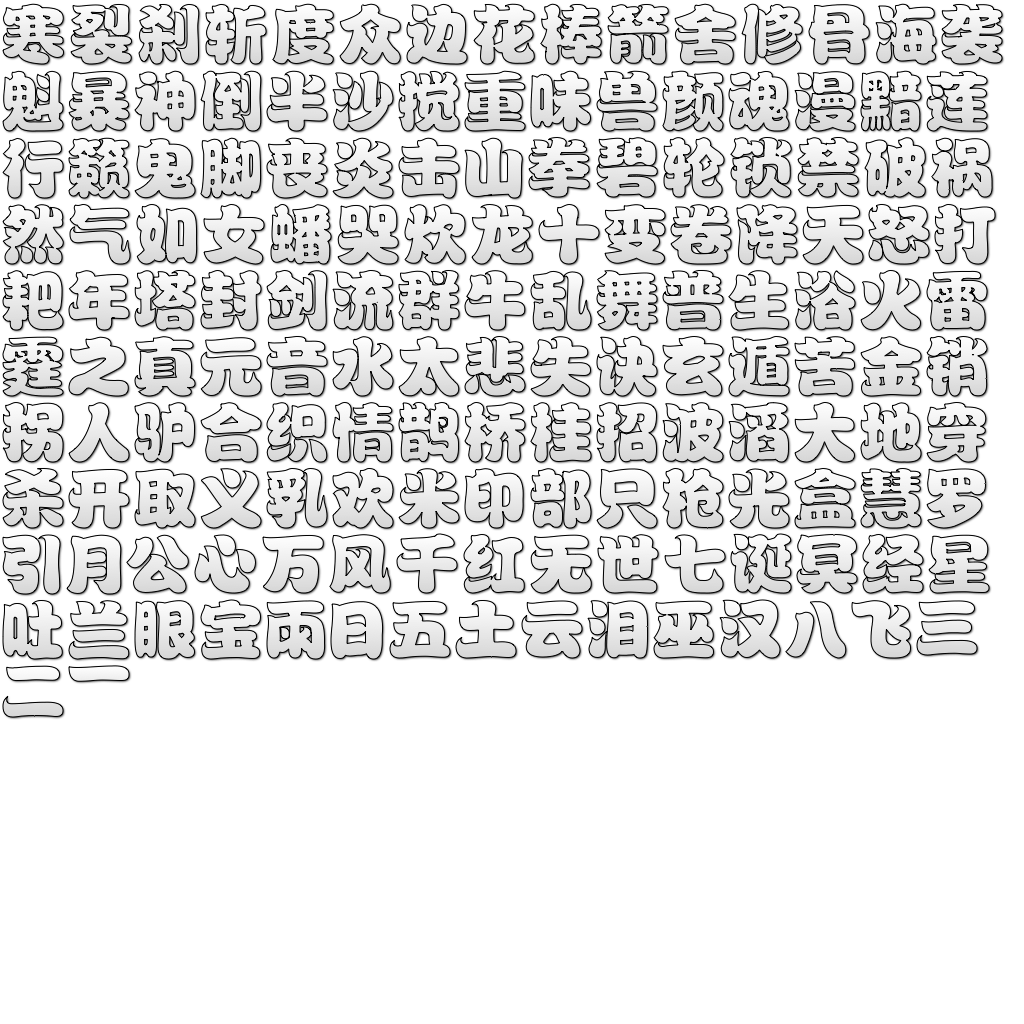 寒裂刹斩度众边花棒箭舍修骨海袭
魁暴神倒半沙搅重味兽颜魂漫黯莲
行籁鬼脚丧炎击山拳碧轮锁禁破祸
然气如女蟠哭炊龙十变卷降天怒打
耙年塔封剑流群牛乱舞普生浴火雷
霆之真元音水太悲失诀玄遁苦金销
拐人驴合织情鹊桥桂招波滔大地穿
杀开取义乳欢米印部只枪光盒慧罗
引月公心万风千红无世七诞冥经星
吐兰眼宝雨日五土云泪巫汉八飞三
二一